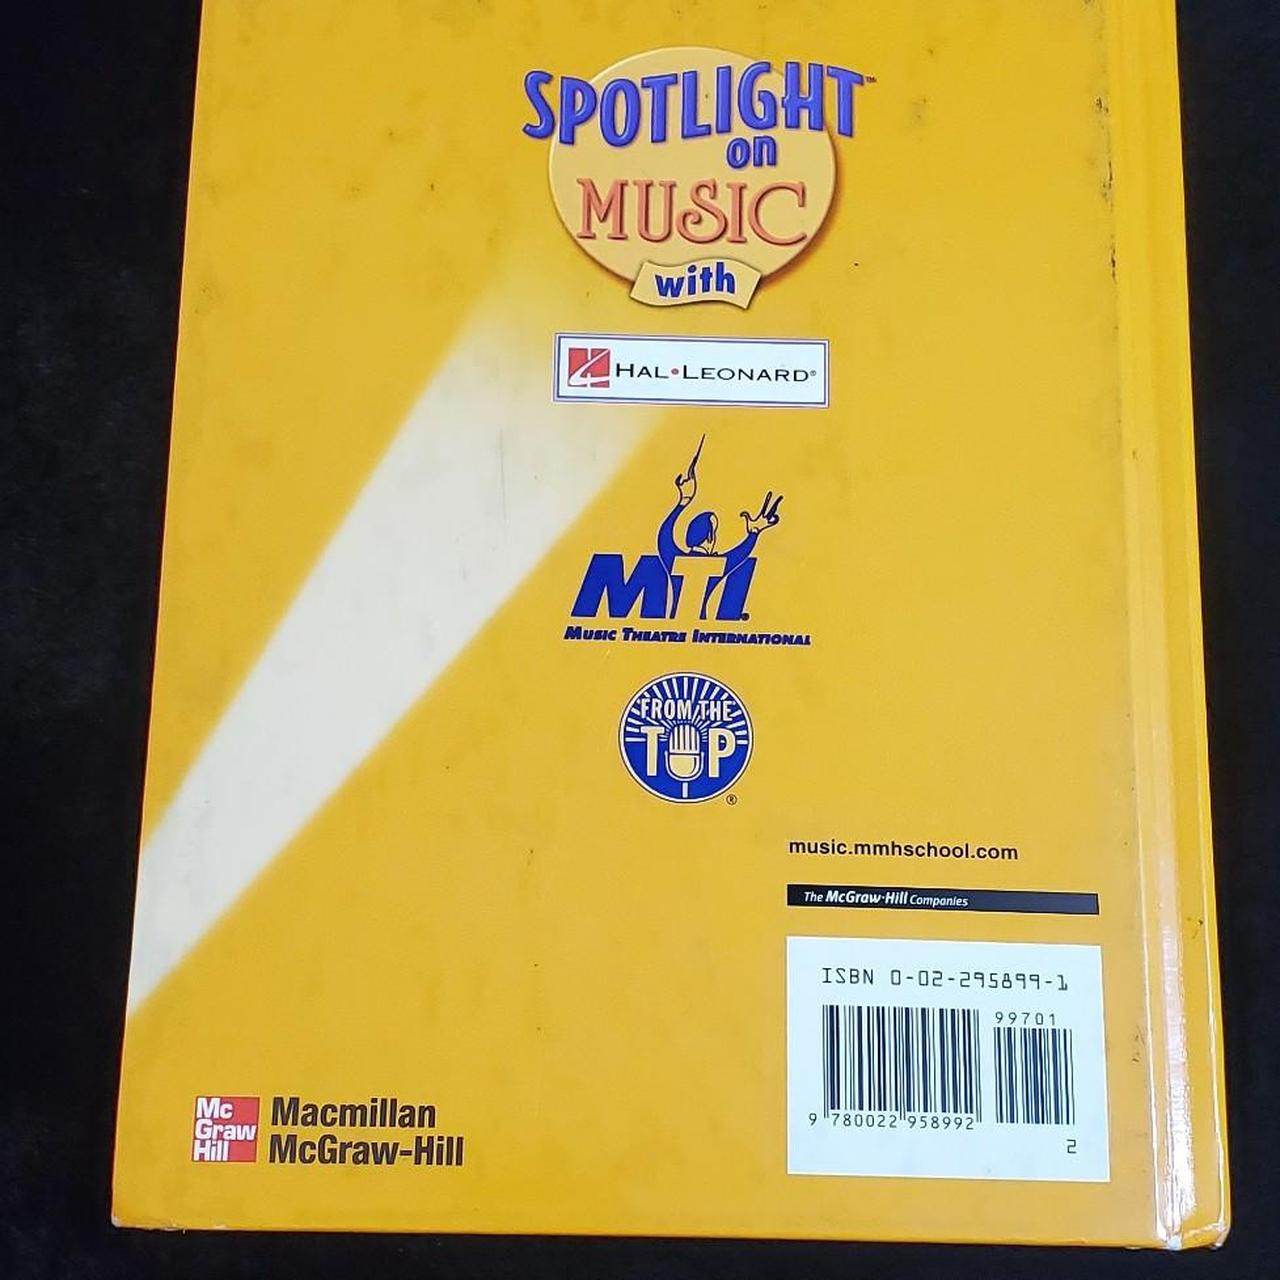 SPOTLIGHT™
on
MUSIC
with
HAL•LEONARD®
MTI®
MUSIC THEATRE INTERNATIONAL
FROM THE
TOP
®
music.mmhschool.com
The McGraw·Hill Companies
ISBN 0-02-295899-1
99701
9 780022 958992
2
Mc
Graw
Hill
Macmillan
McGraw-Hill